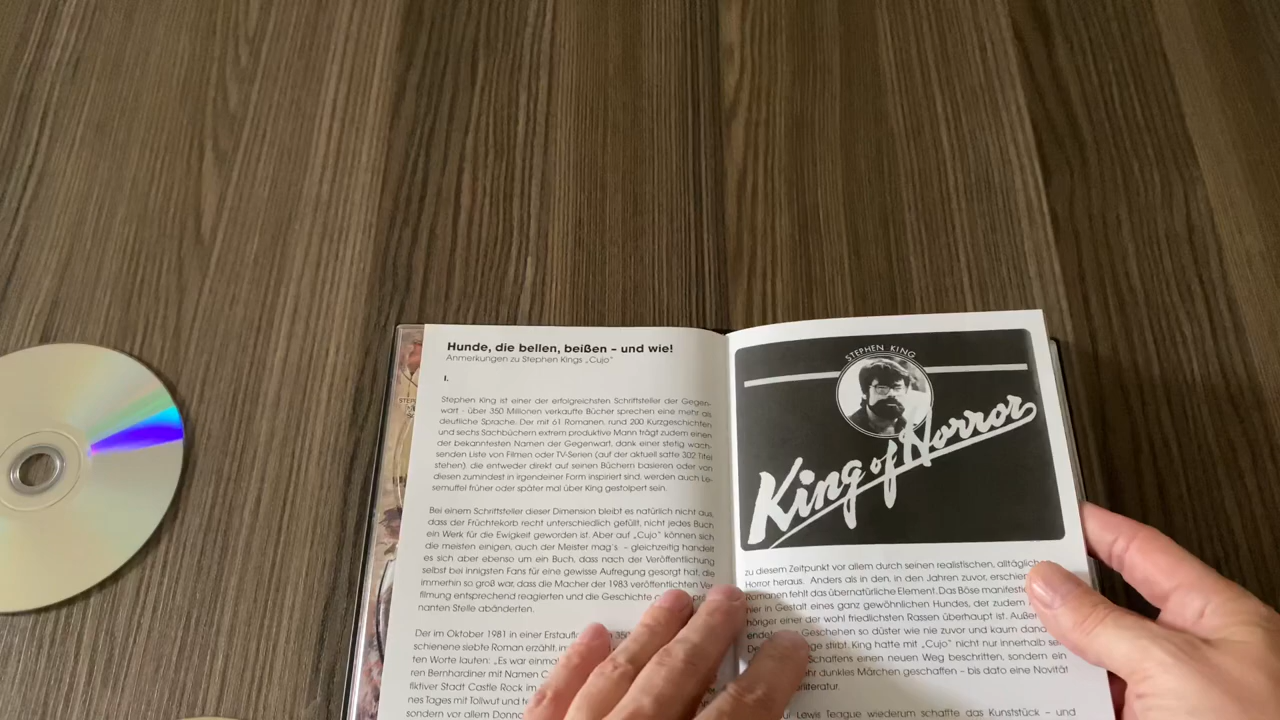 Hunde, die bellen, beißen – und wie!
Anmerkungen zu Stephen Kings „Cujo“
I.
Stephen King ist einer der erfolgreichsten Schriftsteller der Gegen-
wart – über 350 Millionen verkaufte Bücher sprechen eine mehr als
deutliche Sprache. Der mit 61 Romanen, rund 200 Kurzgeschichten
und sechs Sachbüchern extrem produktive Mann trägt zudem einen
der bekanntesten Namen der Gegenwart, dank einer stetig wach-
senden Liste von Filmen oder TV-Serien (auf der aktuell satte 302 Titel
stehen), die entweder direkt auf seinen Büchern basieren oder von
diesen zumindest in irgendeiner Form inspiriert sind, werden auch Le-
semuffel früher oder später mal über King gestolpert sein.
Bei einem Schriftsteller dieser Dimension bleibt es natürlich nicht aus,
dass der Früchtekorb recht unterschiedlich gefüllt, nicht jedes Buch
ein Werk für die Ewigkeit geworden ist. Aber auf „Cujo“ können sich
die meisten einigen, auch der Meister mag's – gleichzeitig handelt
es sich aber ebenso um ein Buch, dass nach der Veröffentlichung
selbst bei innigsten Fans für eine gewisse Aufregung gesorgt hat, die
immerhin so groß war, dass die Macher der 1983 veröffentlichten Ver-
filmung entsprechend reagierten und die Geschichte an
nanten Stelle abänderten.
Der im Oktober 1981 in einer Erstaufl
schienene siebte Roman erzählt,
ten Worte lauten: „Es war einmal
ren Bernhardiner mit Namen C
fiktiver Stadt Castle Rock im
nes Tages mit Tollwut und
sondern vor allem
STEPHEN KING
King of Horror
zu diesem Zeitpunkt vor allem durch seinen realistischen, alltägliche
Horror heraus. Anders als in den, in den Jahren zuvor, erschien
Romanen fehlt das übernatürliche Element. Das Böse manifestie
hier in Gestalt eines ganz gewöhnlichen Hundes, der zudem
höriger einer der wohl friedlichsten Rassen überhaupt ist. Auße
Geschehen so düster wie nie zuvor und kaum dana
stirbt. King hatte mit „Cujo“ nicht nur innerhalb
Schaffens einen neuen Weg beschritten, sondern ein
dunkles Märchen geschaffen – bis dato eine Novität
Lewis Teague wiederum schaffte das Kunststück – und